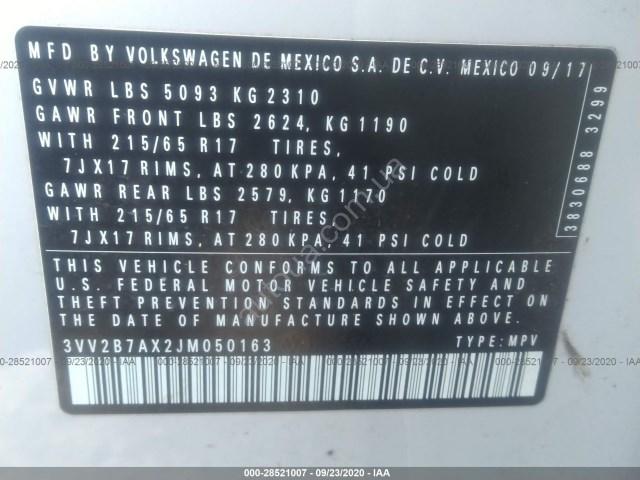 MFD BY VOLKSWAGEN DE MEXICO S.A. DE C.V. MEXICO 09/17
GVWR LBS 5093 KG 2310
GAWR FRONT LBS 2624, KG 1190
WITH 215/65 R17 TIRES,
7JX17 RIMS, AT 280 KPA, 41 PSI COLD
GAWR REAR LBS 2579, KG 1170
WITH 215/65 R17 TIRES,
7JX17 RIMS, AT 280 KPA, 41 PSI COLD
3830688 3299
THIS VEHICLE CONFORMS TO ALL APPLICABLE
U.S. FEDERAL MOTOR VEHICLE SAFETY AND
THEFT PREVENTION STANDARDS IN EFFECT ON
THE DATE OF MANUFACTURE SHOWN ABOVE.
3VV2B7AX2JM050163 TYPE: MPV
autoua.com.ua
000-28521007 - 09/23/2020 - IAA